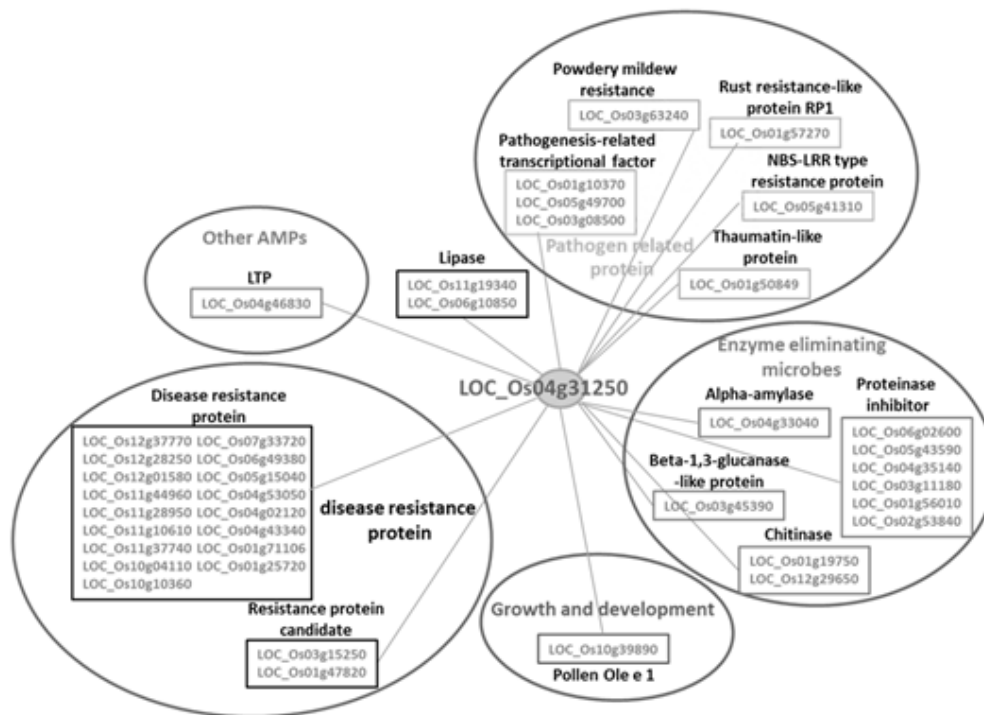 Powdery mildew
resistance
LOC_Os03g63240
Rust resistance-like
protein RP1
LOC_Os01g57270
Pathogenesis-related
transcriptional factor
LOC_Os01g10370
LOC_Os05g49700
LOC_Os03g08500
NBS-LRR type
resistance protein
LOC_Os05g41310
Pathogen related
protein
Thaumatin-like
protein
LOC_Os01g50849
Other AMPs
LTP
LOC_Os04g46830
Lipase
LOC_Os11g19340
LOC_Os06g10850
LOC_Os04g31250
Enzyme eliminating
microbes
Alpha-amylase
LOC_Os04g33040
Proteinase
inhibitor
LOC_Os06g02600
LOC_Os05g43590
LOC_Os04g35140
LOC_Os03g11180
LOC_Os01g56010
LOC_Os02g53840
Beta-1,3-glucanase
-like protein
LOC_Os03g45390
Chitinase
LOC_Os01g19750
LOC_Os12g29650
Disease resistance
protein
LOC_Os12g37770 LOC_Os07g33720
LOC_Os12g28250 LOC_Os06g49380
LOC_Os12g01580 LOC_Os05g15040
LOC_Os11g44960 LOC_Os04g53050
LOC_Os11g28950 LOC_Os04g02120
LOC_Os11g10610 LOC_Os04g43340
LOC_Os11g37740 LOC_Os01g71106
LOC_Os10g04110 LOC_Os01g25720
LOC_Os10g10360
disease resistance
protein
Resistance protein
candidate
LOC_Os03g15250
LOC_Os01g47820
Growth and development
LOC_Os10g39890
Pollen Ole e 1